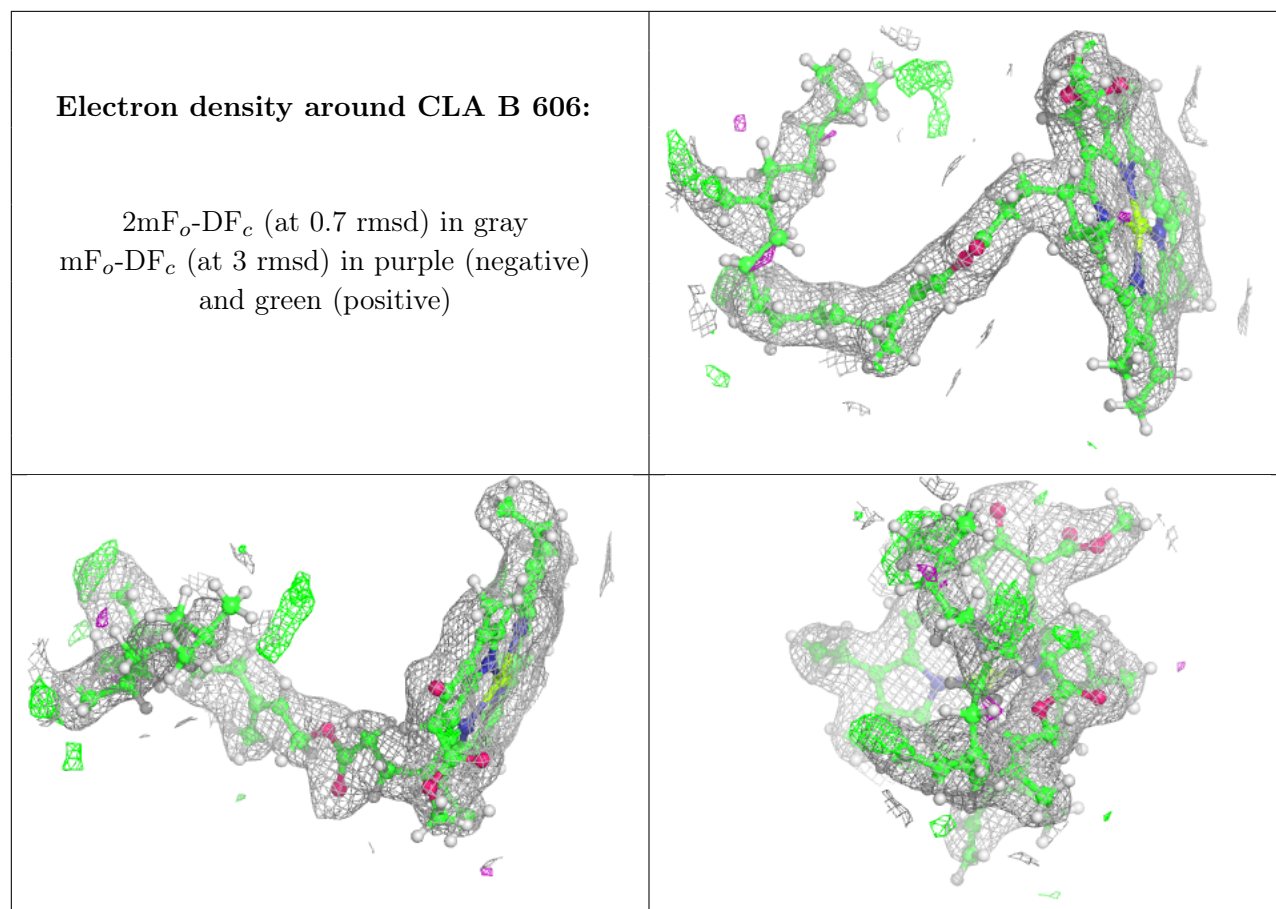 Electron density around CLA B 606:
2mFo-DFc (at 0.7 rmsd) in gray
mFo-DFc (at 3 rmsd) in purple (negative)
and green (positive)